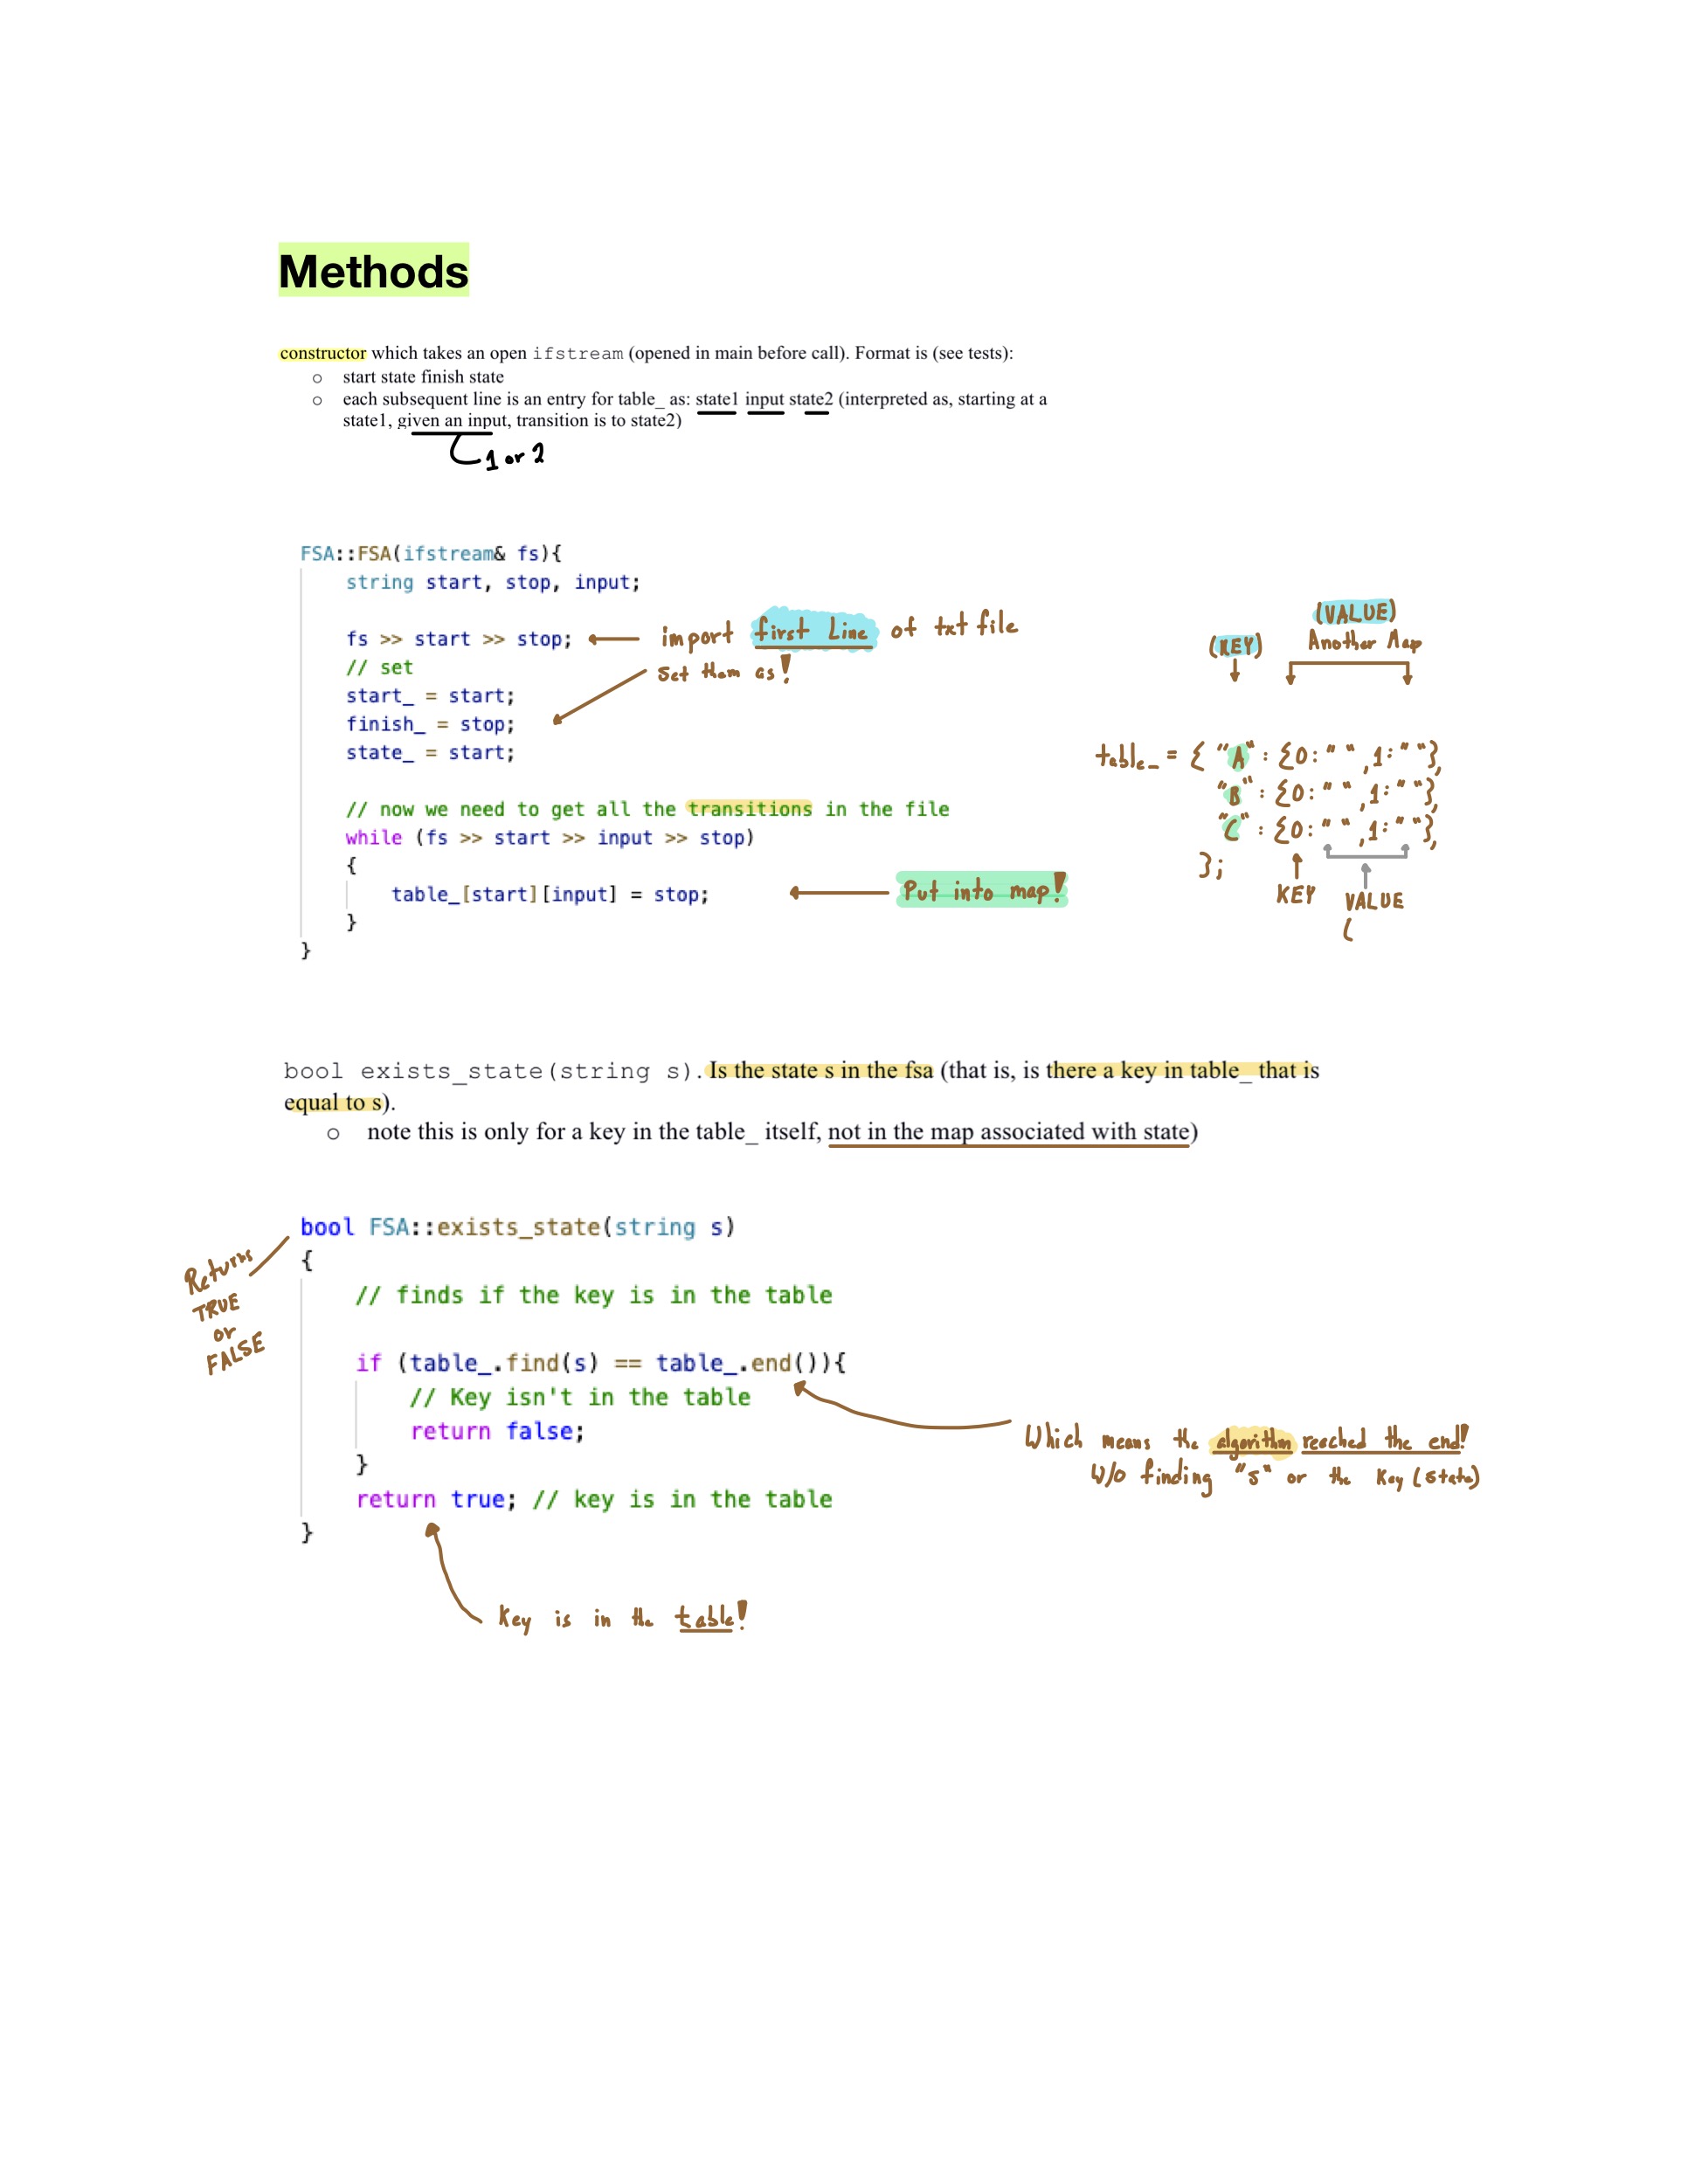 Methods
constructor which takes an open ifstream (opened in main before call). Format is (see tests):
o start state finish state
o each subsequent line is an entry for table_ as: state1 input state2 (interpreted as, starting at a
state1, given an input, transition is to state2)
1 or 2
FSA::FSA(ifstream& fs){
string start, stop, input;
fs >> start >> stop;
import first Line of txt file
// set
set them as!
start_ = start;
finish_ = stop;
state_ = start;
// now we need to get all the transitions in the file
while (fs >> start >> input >> stop)
{
table_[start][input] = stop;
Put into map!
}
}
(KEY)
(VALUE)
Another Map
table_ = { "A" : {0:" ",1:" "},
"B" : {0:" ",1:" "},
"C" : {0:" ",1:" "},
};
KEY
VALUE
(
bool exists_state(string s). Is the state s in the fsa (that is, is there a key in table_ that is
equal to s).
o note this is only for a key in the table_ itself, not in the map associated with state)
Returns
TRUE
or
FALSE
bool FSA::exists_state(string s)
{
// finds if the key is in the table
if (table_.find(s) == table_.end()){
// Key isn't in the table
return false;
}
return true; // key is in the table
}
Which means the algorithm reached the end!
W/o finding "s" or the Key (state)
Key is in the table!